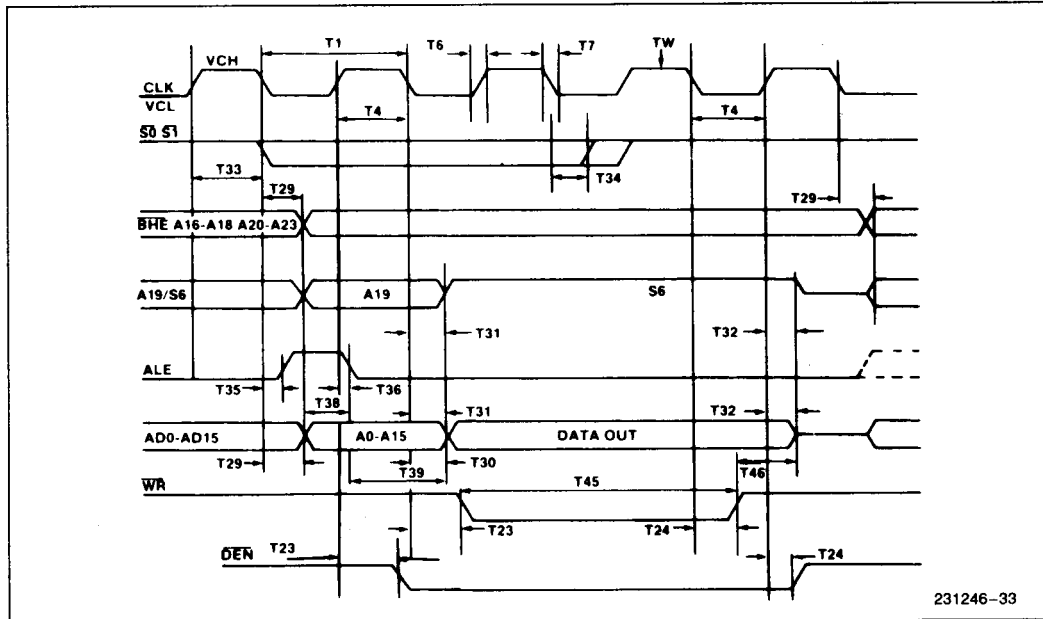 T1 T6 T7 TW
VCH
CLK
VCL
T4 T4
S0 S1
T33 T34
T29 T29
BHE A16-A18 A20-A23
A19/S6 A19 S6
T31 T32
ALE
T35 T36
T38 T31 T32
AD0-AD15 A0-A15 DATA OUT
T29 T39 T30 T46
WR T45
T23 T24
DEN T23 T24
231246-33